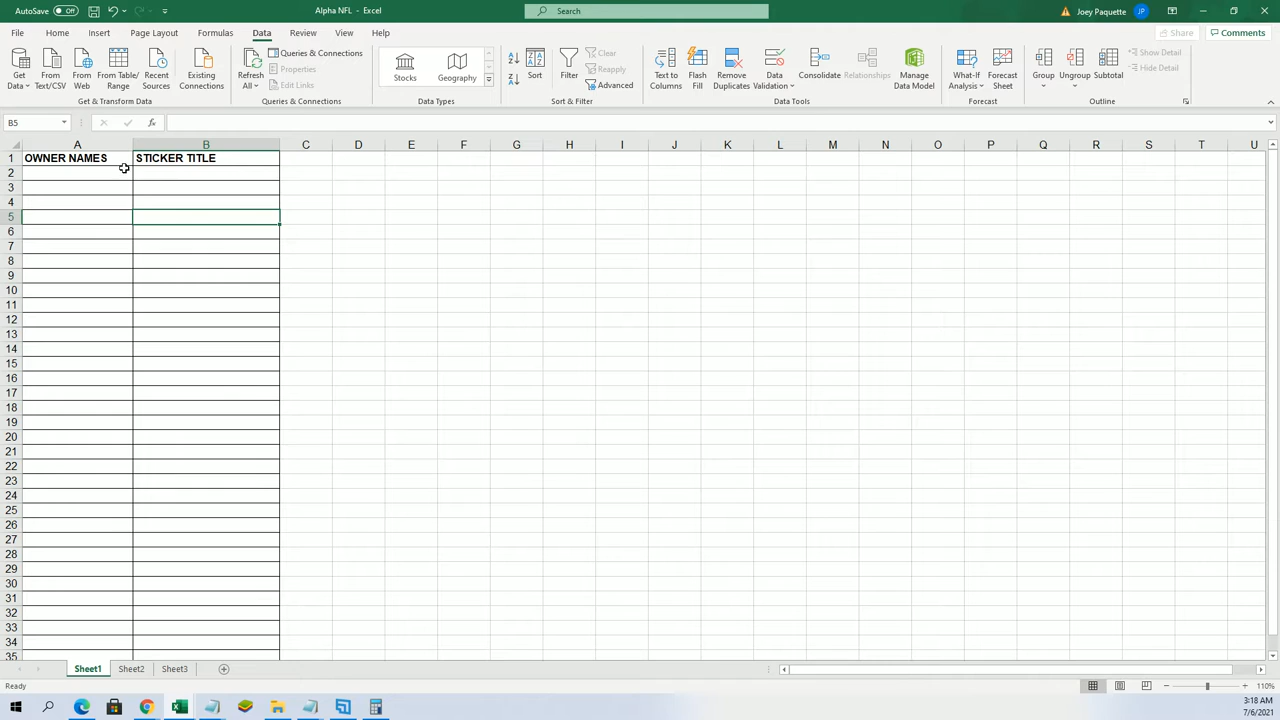 AutoSave Off Alpha NFL - Excel Search Joey Paquette JP
File Home Insert Page Layout Formulas Data Review View Help Share Comments
Get Data From Text/CSV From Web From Table/Range Recent Sources Existing Connections
Get & Transform Data
Refresh All Queries & Connections Properties Edit Links
Queries & Connections
Stocks Geography
Data Types
Sort Filter Clear Reapply Advanced
Sort & Filter
Text to Columns Flash Fill Remove Duplicates Data Validation Consolidate Relationships Manage Data Model
Data Tools
What-If Analysis Forecast Sheet
Forecast
Group Ungroup Subtotal Show Detail Hide Detail
Outline
B5 fx
A B C D E F G H I J K L M N O P Q R S T U
1 OWNER NAMES STICKER TITLE
2
3
4
5
6
7
8
9
10
11
12
13
14
15
16
17
18
19
20
21
22
23
24
25
26
27
28
29
30
31
32
33
34
35
Sheet1 Sheet2 Sheet3
Ready 110%
3:18 AM
7/6/2021